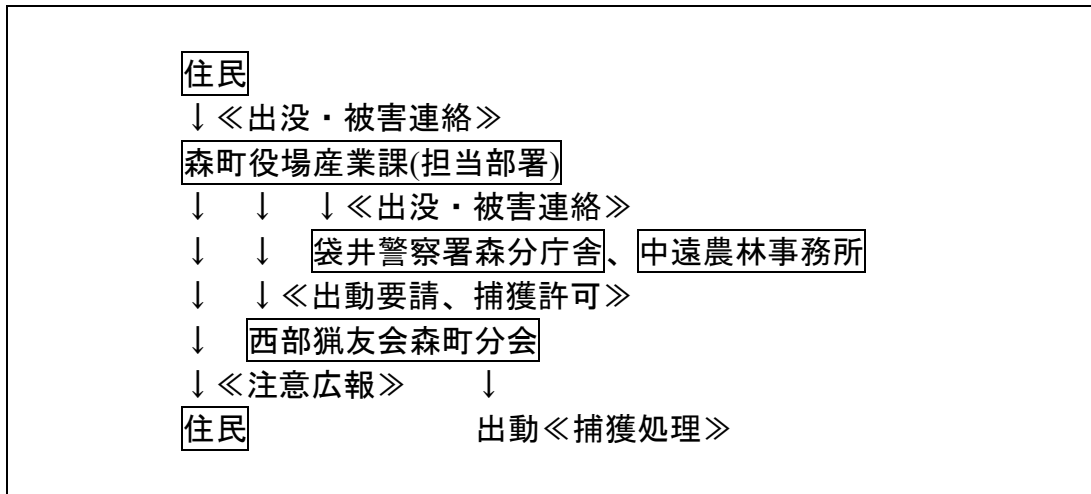 住民
↓≪出没・被害連絡≫
森町役場産業課(担当部署)
↓ ↓ ↓≪出没・被害連絡≫
↓ ↓ 袋井警察署森分庁舎、中遠農林事務所
↓ ↓≪出動要請、捕獲許可≫
↓ 西部猟友会森町分会
↓≪注意広報≫ ↓
住民 出動≪捕獲処理≫